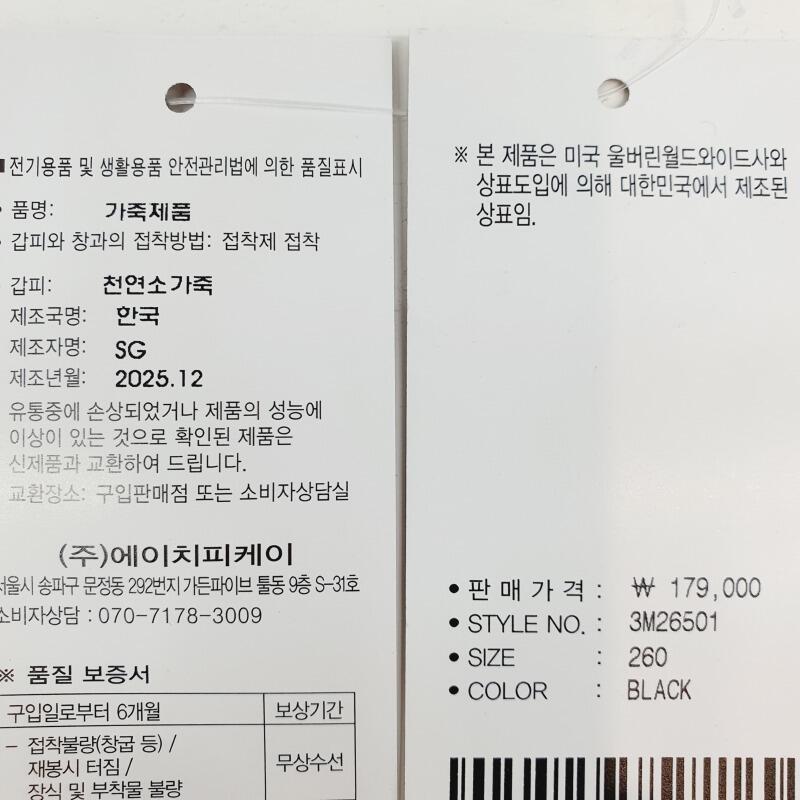 ■ 전기용품 및 생활용품 안전관리법에 의한 품질표시
• 품명: 가죽제품
• 갑피와 창과의 접착방법: 접착제 접착
• 갑피: 천연소가죽
제조국명: 한국
제조자명: SG
제조년월: 2025.12
유통중에 손상되었거나 제품의 성능에
이상이 있는 것으로 확인된 제품은
신제품과 교환하여 드립니다.
교환장소: 구입판매점 또는 소비자상담실
(주)에이치피케이
서울시 송파구 문정동 292번지 가든파이브 툴동 9층 S-31호
소비자상담 : 070-7178-3009
※ 품질 보증서
구입일로부터 6개월 보상기간
- 접착불량(창굽 등) /
재봉시 터짐 / 무상수선
장식 및 부착물 불량
※ 본 제품은 미국 울버린월드와이드사와
상표도입에 의해 대한민국에서 제조된
상표임.
• 판매가격 : ₩ 179,000
• STYLE NO. : 3M26501
• SIZE : 260
• COLOR : BLACK